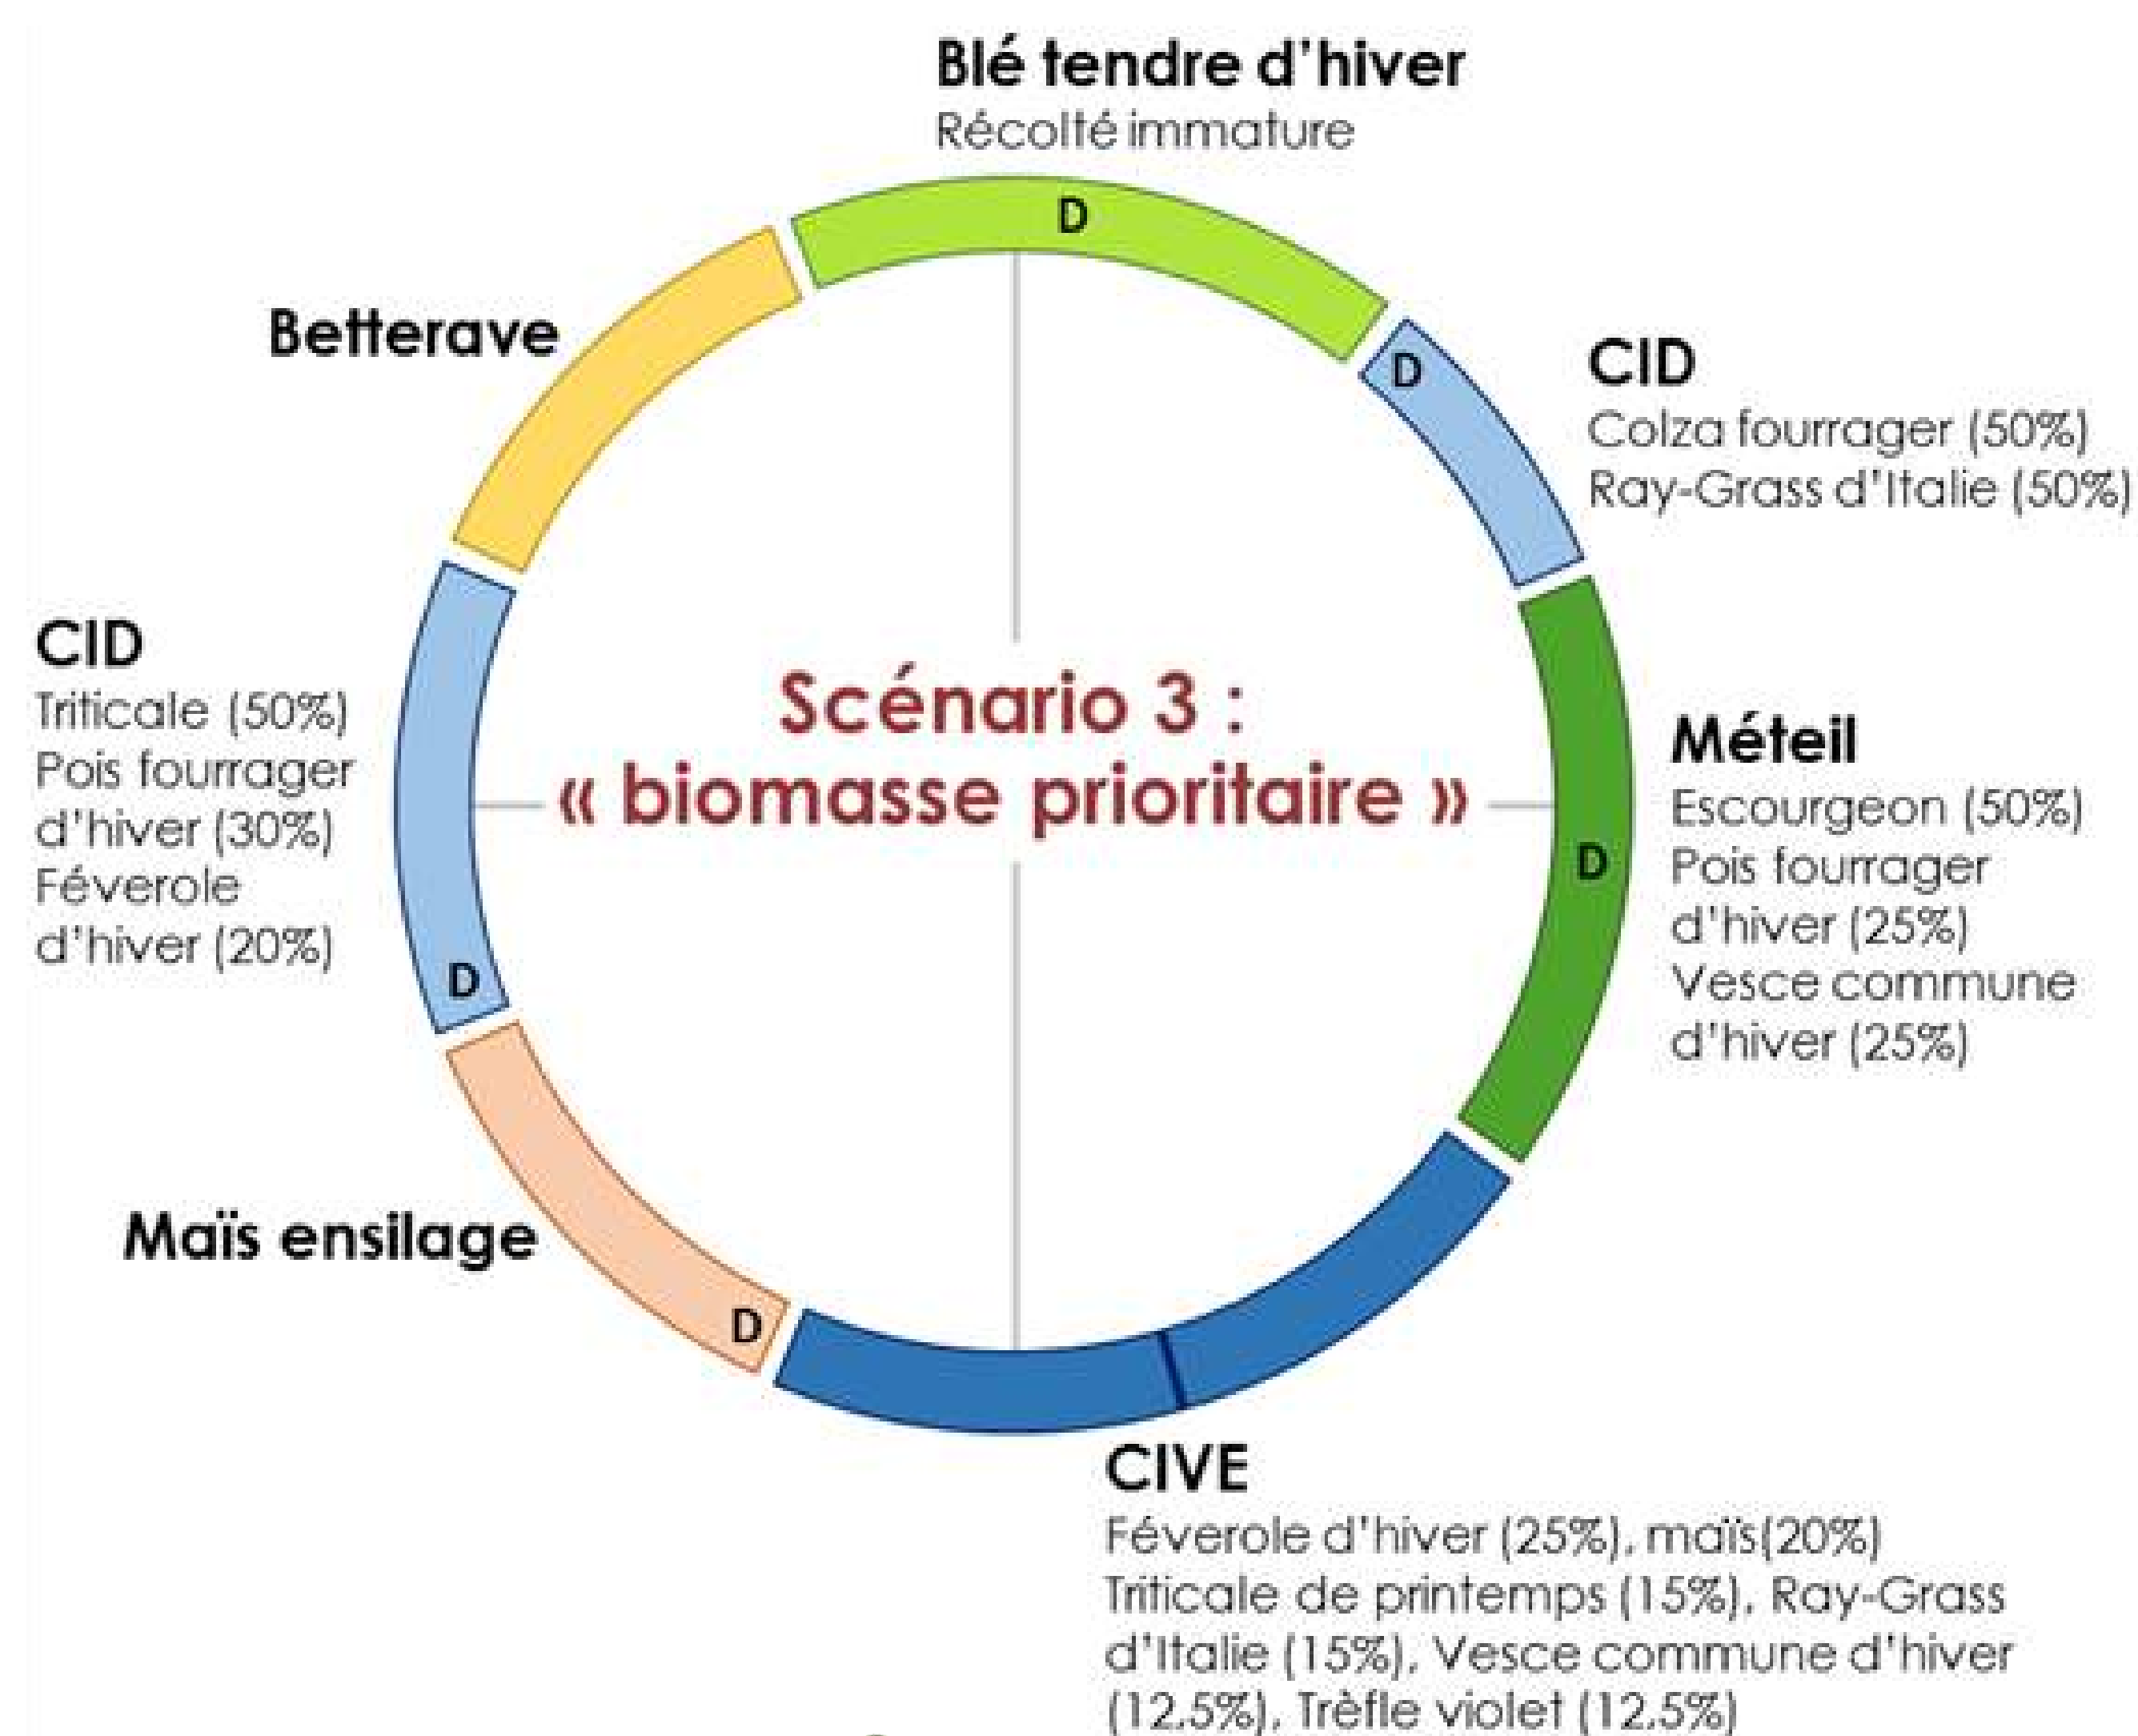 Blé tendre d'hiver
Récolté immature
D
Betterave
D
CID
Colza fourrager (50%)
Ray-Grass d'Italie (50%)
CID
Triticale (50%)
Pois fourrager
d'hiver (30%)
Féverole
d'hiver (20%)
D
Scénario 3 :
« biomasse prioritaire »
Méteil
Escourgeon (50%)
Pois fourrager
d'hiver (25%)
Vesce commune
d'hiver (25%)
D
Maïs ensilage
D
CIVE
Féverole d'hiver (25%), maïs(20%)
Triticale de printemps (15%), Ray-Grass
d'Italie (15%), Vesce commune d'hiver
(12,5%), Trèfle violet (12,5%)